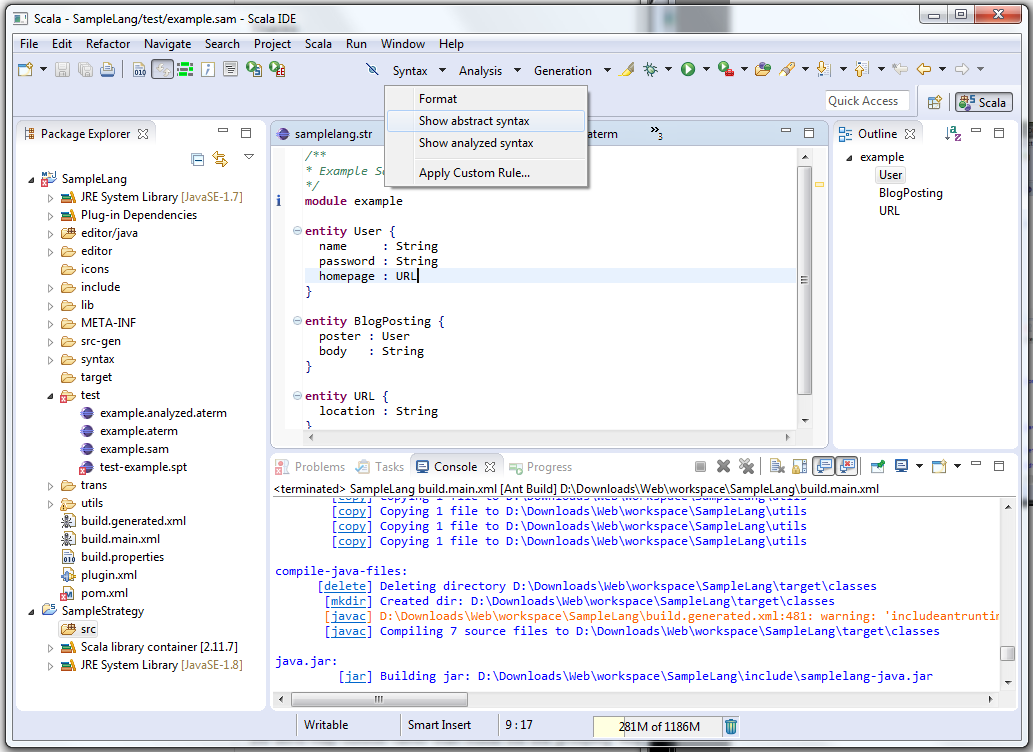 Scala - SampleLang/test/example.sam - Scala IDE
File Edit Refactor Navigate Search Project Scala Run Window Help
Syntax Analysis Generation
Quick Access Scala
Format
Show abstract syntax
Show analyzed syntax
Apply Custom Rule...
Package Explorer
SampleLang
JRE System Library [JavaSE-1.7]
Plug-in Dependencies
editor/java
editor
icons
include
lib
META-INF
src-gen
syntax
target
test
example.analyzed.aterm
example.aterm
example.sam
test-example.spt
trans
utils
build.generated.xml
build.main.xml
build.properties
plugin.xml
pom.xml
SampleStrategy
src
Scala library container [2.11.7]
JRE System Library [JavaSE-1.8]
samplelang.str aterm »3
/**
* Example
*/
module example
entity User {
name : String
password : String
homepage : URL
}
entity BlogPosting {
poster : User
body : String
}
entity URL {
location : String
}
Outline
example
User
BlogPosting
URL
Problems Tasks Console Progress
<terminated> SampleLang build.main.xml [Ant Build] D:\Downloads\Web\workspace\SampleLang\build.main.xml
[copy] Copying 1 file to D:\Downloads\Web\workspace\SampleLang\utils
[copy] Copying 1 file to D:\Downloads\Web\workspace\SampleLang\utils
[copy] Copying 1 file to D:\Downloads\Web\workspace\SampleLang\utils
[copy] Copying 1 file to D:\Downloads\Web\workspace\SampleLang\utils
compile-java-files:
[delete] Deleting directory D:\Downloads\Web\workspace\SampleLang\target\classes
[mkdir] Created dir: D:\Downloads\Web\workspace\SampleLang\target\classes
[javac] D:\Downloads\Web\workspace\SampleLang\build.generated.xml:481: warning: 'includeantruntin
[javac] Compiling 7 source files to D:\Downloads\Web\workspace\SampleLang\target\classes
java.jar:
[jar] Building jar: D:\Downloads\Web\workspace\SampleLang\include\samplelang-java.jar
Writable Smart Insert 9 : 17 281M of 1186M